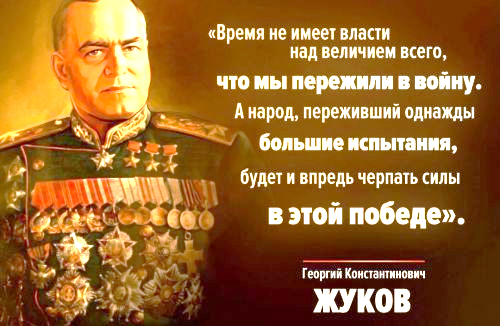 «Время не имеет власти
над величием всего,
что мы пережили в войну.
А народ, переживший однажды
большие испытания,
будет и впредь черпать силы
в этой победе».
Георгий Константинович
ЖУКОВ